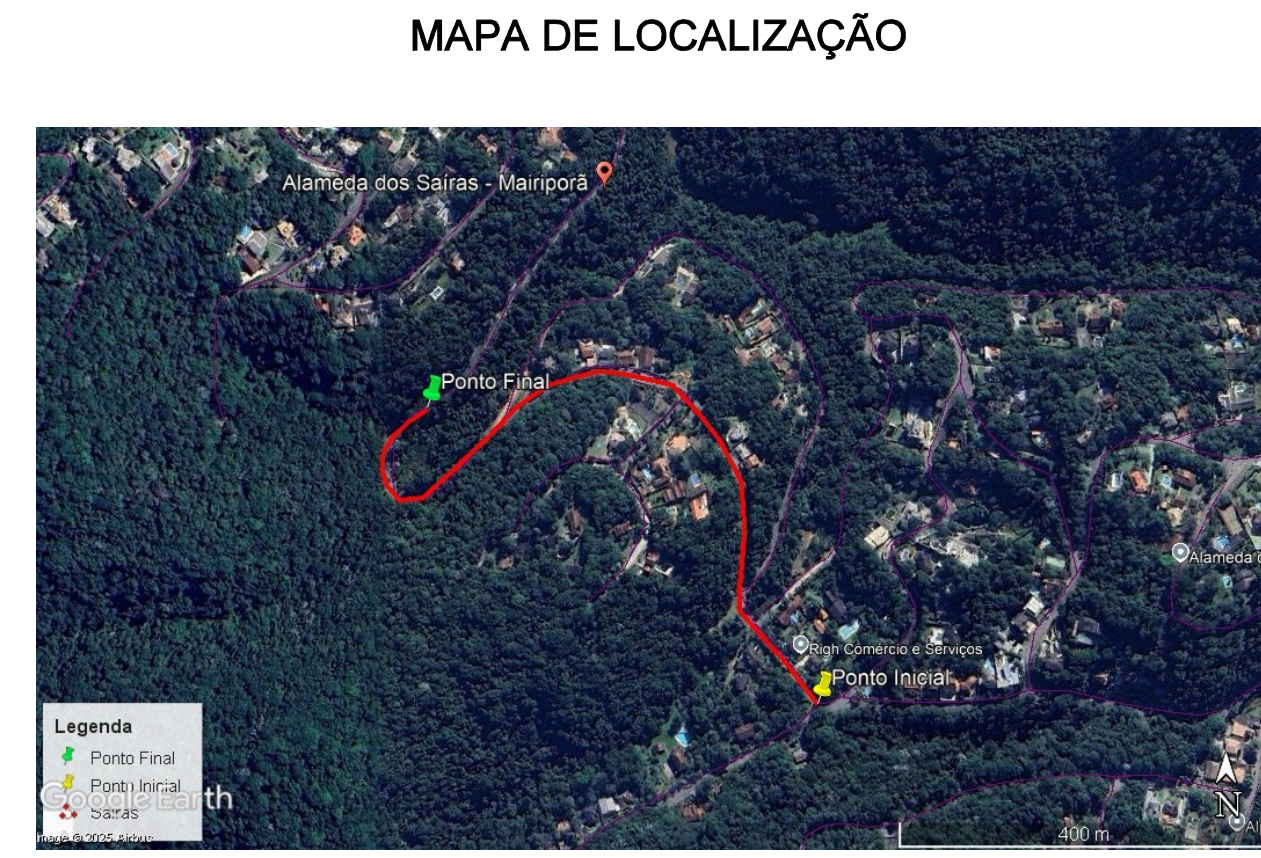 MAPA DE LOCALIZAÇÃO
Alameda dos Saíras - Mairiporã
Ponto Final
Alameda
Righ Comércio e Serviços
Ponto Inicial
Legenda
Ponto Final
Ponto Inicial
Saíras
Google Earth
Image © 2025 Airbus
400 m
N